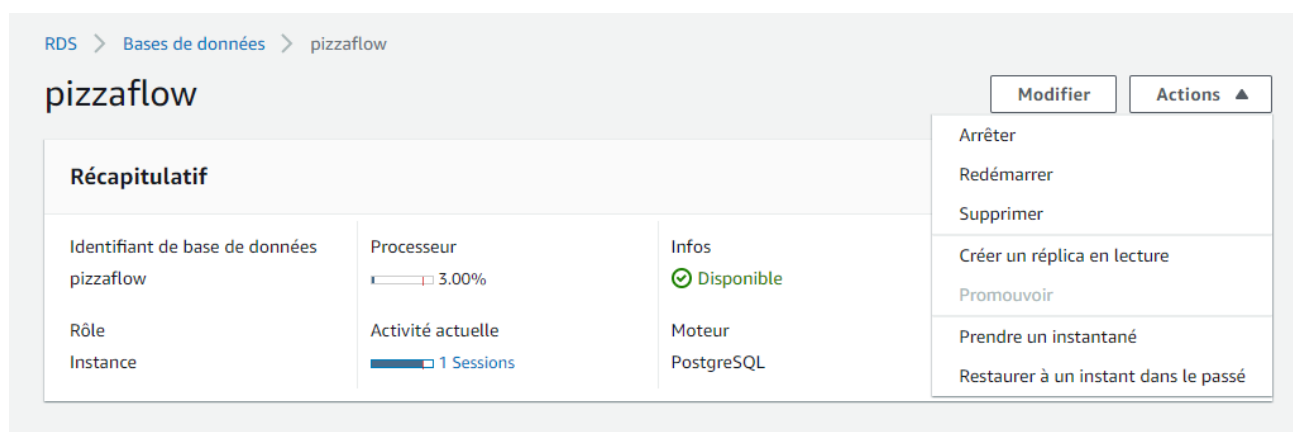 RDS > Bases de données > pizzaflow
pizzaflow
Modifier
Actions ▲
Arrêter
Redémarrer
Supprimer
Créer un réplica en lecture
Promouvoir
Prendre un instantané
Restaurer à un instant dans le passé
Récapitulatif
Identifiant de base de données
pizzaflow
Processeur
3.00%
Infos
Disponible
Rôle
Instance
Activité actuelle
1 Sessions
Moteur
PostgreSQL